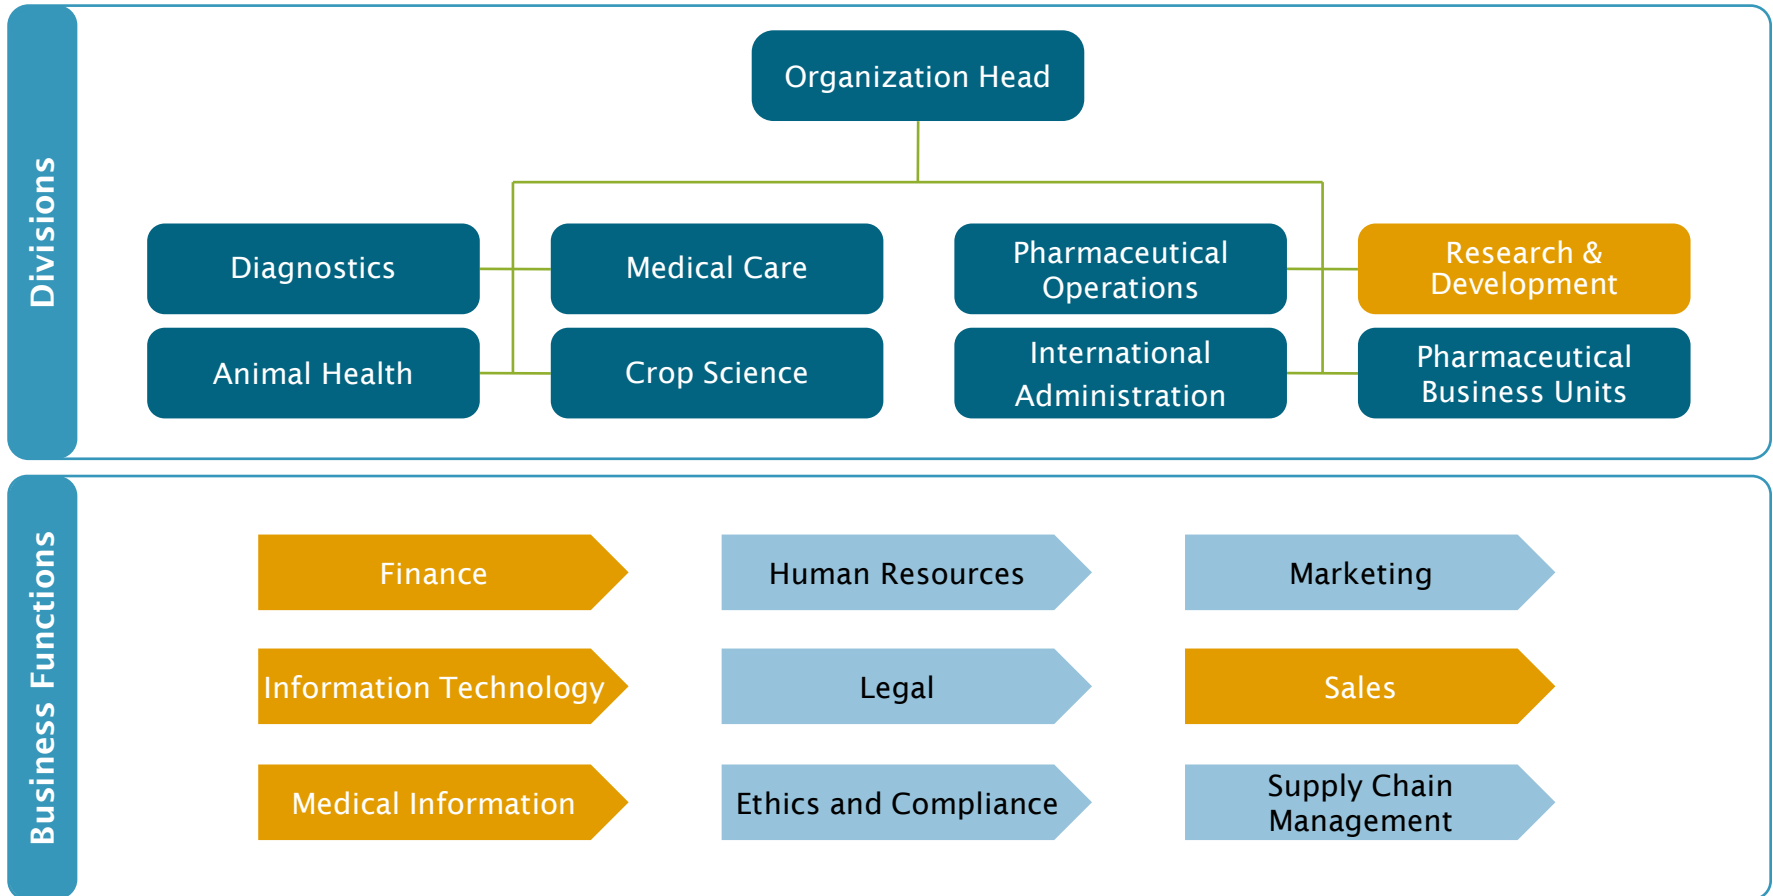 Divisions
Organization Head
Diagnostics
Medical Care
Pharmaceutical
Operations
Research &
Development
Animal Health
Crop Science
International
Administration
Pharmaceutical
Business Units
Business Functions
Finance
Human Resources
Marketing
Information Technology
Legal
Sales
Medical Information
Ethics and Compliance
Supply Chain
Management